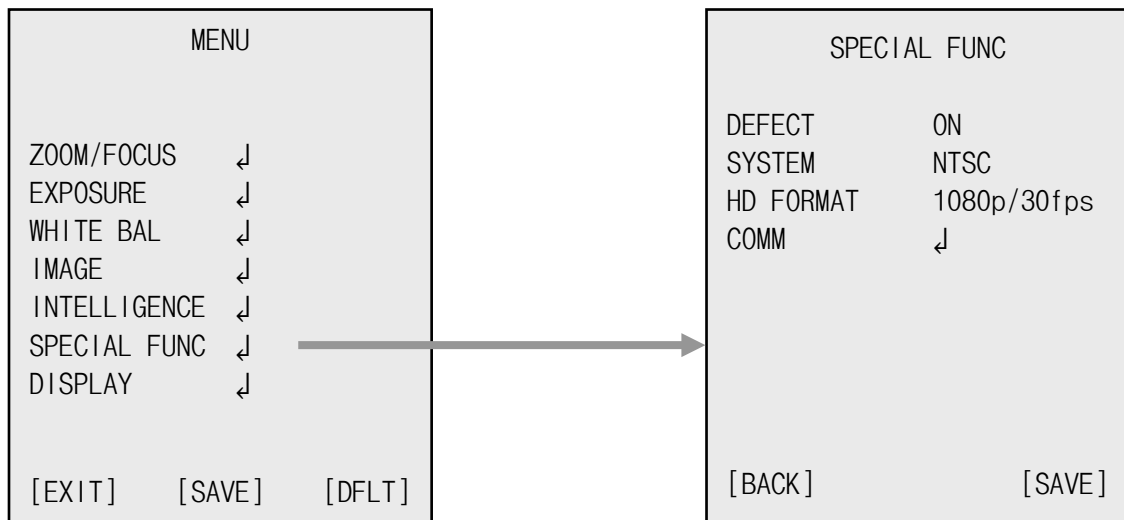 MENU
ZOOM/FOCUS ↲
EXPOSURE ↲
WHITE BAL ↲
IMAGE ↲
INTELLIGENCE ↲
SPECIAL FUNC ↲
DISPLAY ↲
[EXIT] [SAVE] [DFLT]
SPECIAL FUNC
DEFECT ON
SYSTEM NTSC
HD FORMAT 1080p/30fps
COMM ↲
[BACK] [SAVE]